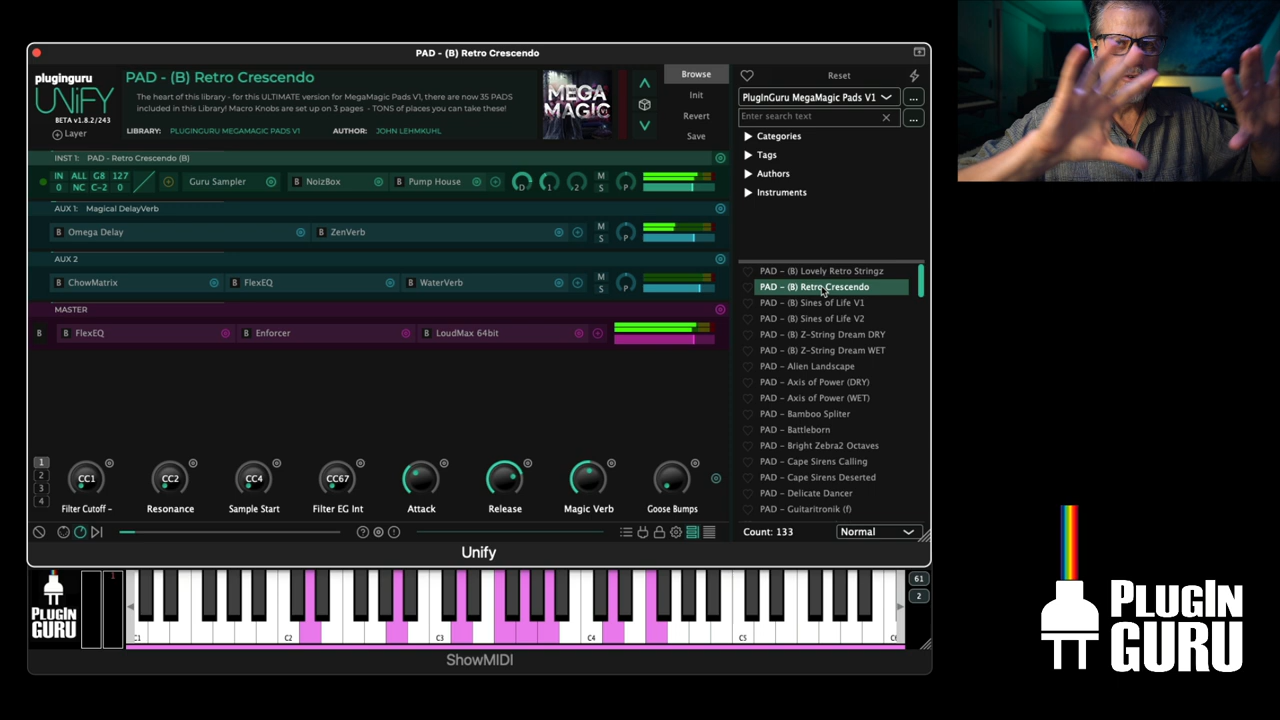 PAD - (B) Retro Crescendo
pluginguru
UNiFY
BETA v1.8.2/243
Layer
PAD - (B) Retro Crescendo
The heart of this library - for this ULTIMATE version for MegaMagic Pads V1, there are now 35 PADS
included in this Library! Macro Knobs are set up on 3 pages - TONS of places you can take these!
LIBRARY: PLUGINGURU MEGAMAGIC PADS V1
AUTHOR: JOHN LEHMKUHL
MEGA
MAGIC
Browse
Init
Revert
Save
Reset
PlugInGuru MegaMagic Pads V1
...
Enter search text
...
Categories
Tags
Authors
Instruments
INST 1: PAD - Retro Crescendo (B)
IN ALL G8 127
0 NC C-2 0
Guru Sampler
B NoizBox
B Pump House
D 1 2
M
S
P
AUX 1: Magical DelayVerb
B Omega Delay
B ZenVerb
M
S
P
AUX 2
B ChowMatrix
B FlexEQ
B WaterVerb
M
S
P
MASTER
B
B FlexEQ
B Enforcer
B LoudMax 64bit
PAD - (B) Lovely Retro Stringz
PAD - (B) Retro Crescendo
PAD - (B) Sines of Life V1
PAD - (B) Sines of Life V2
PAD - (B) Z-String Dream DRY
PAD - (B) Z-String Dream WET
PAD - Alien Landscape
PAD - Axis of Power (DRY)
PAD - Axis of Power (WET)
PAD - Bamboo Spliter
PAD - Battleborn
PAD - Bright Zebra2 Octaves
PAD - Cape Sirens Calling
PAD - Cape Sirens Deserted
PAD - Delicate Dancer
PAD - Guitaritronik (f)
Count: 133
Normal
1
2
3
4
CC1
CC2
CC4
CC67
Filter Cutoff -
Resonance
Sample Start
Filter EG Int
Attack
Release
Magic Verb
Goose Bumps
Unify
PLUGIN
GURU
1
C1
C2
C3
C4
C5
61
2
ShowMIDI
PLUGIN
GURU